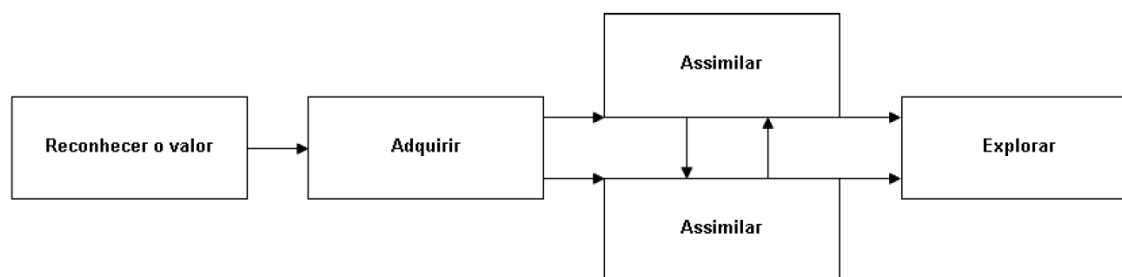 Assimilar
Reconhecer o valor
Adquirir
Explorar
Assimilar